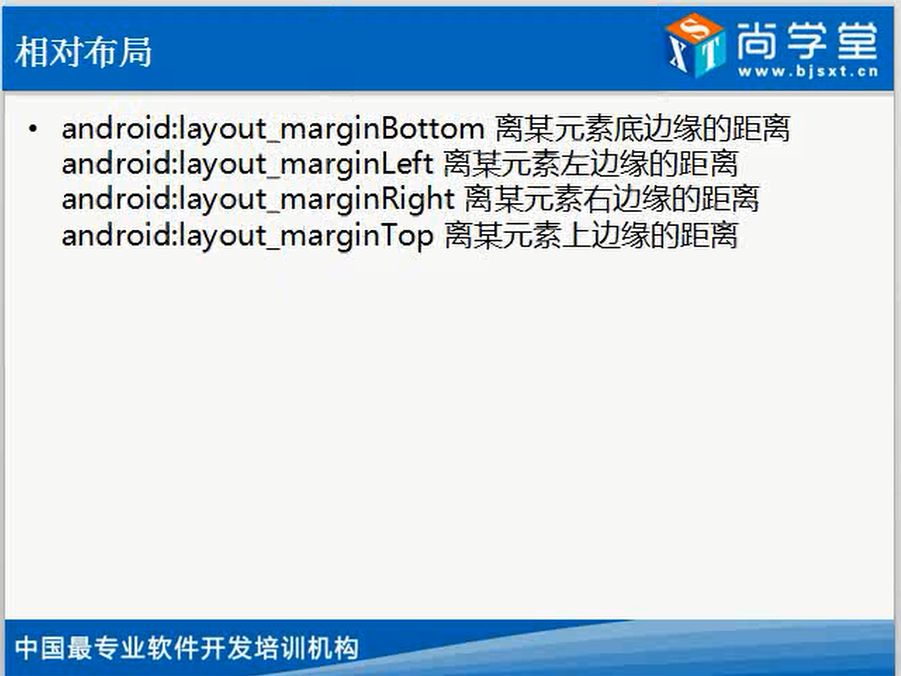 相对布局
XST
尚学堂
www.bjsxt.cn
• android:layout_marginBottom 离某元素底边缘的距离
android:layout_marginLeft 离某元素左边缘的距离
android:layout_marginRight 离某元素右边缘的距离
android:layout_marginTop 离某元素上边缘的距离
中国最专业软件开发培训机构